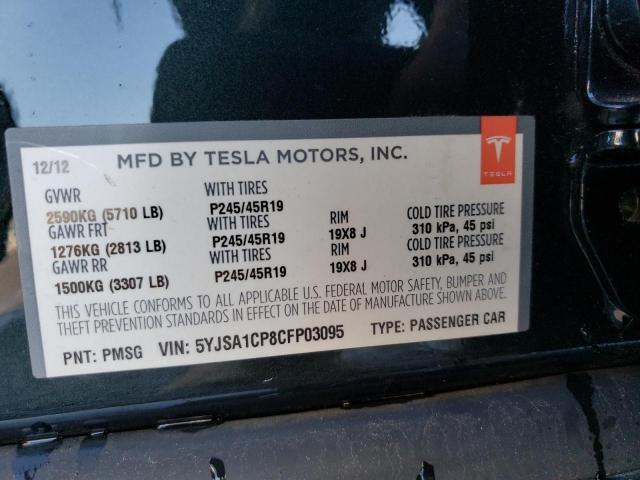 12/12 MFD BY TESLA MOTORS, INC.
TESLA
GVWR WITH TIRES
2590KG (5710 LB) P245/45R19 RIM COLD TIRE PRESSURE
GAWR FRT WITH TIRES 19X8 J 310 kPa, 45 psi
1276KG (2813 LB) P245/45R19 RIM COLD TIRE PRESSURE
GAWR RR WITH TIRES 19X8 J 310 kPa, 45 psi
1500KG (3307 LB) P245/45R19
THIS VEHICLE CONFORMS TO ALL APPLICABLE U.S. FEDERAL MOTOR SAFETY, BUMPER AND
THEFT PREVENTION STANDARDS IN EFFECT ON THE DATE OF MANUFACTURE SHOWN ABOVE.
PNT: PMSG VIN: 5YJSA1CP8CFP03095 TYPE: PASSENGER CAR